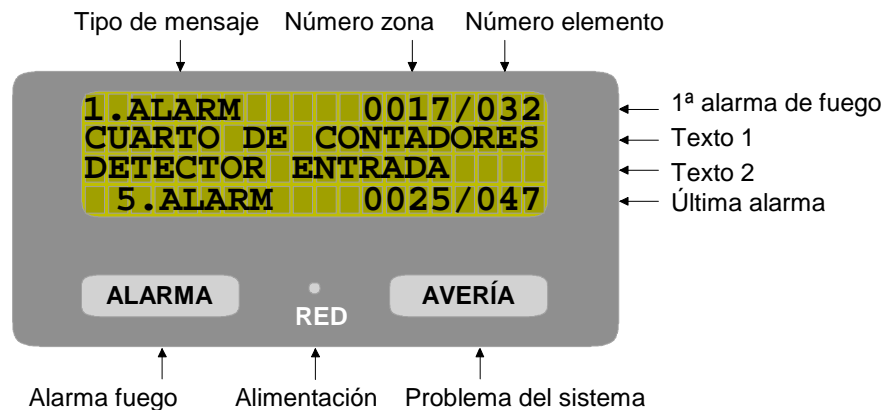 Tipo de mensaje Número zona Número elemento
1.ALARM 0017/032 1ª alarma de fuego
CUARTO DE CONTADORES Texto 1
DETECTOR ENTRADA Texto 2
5.ALARM 0025/047 Última alarma
ALARMA RED AVERÍA
Alarma fuego Alimentación Problema del sistema